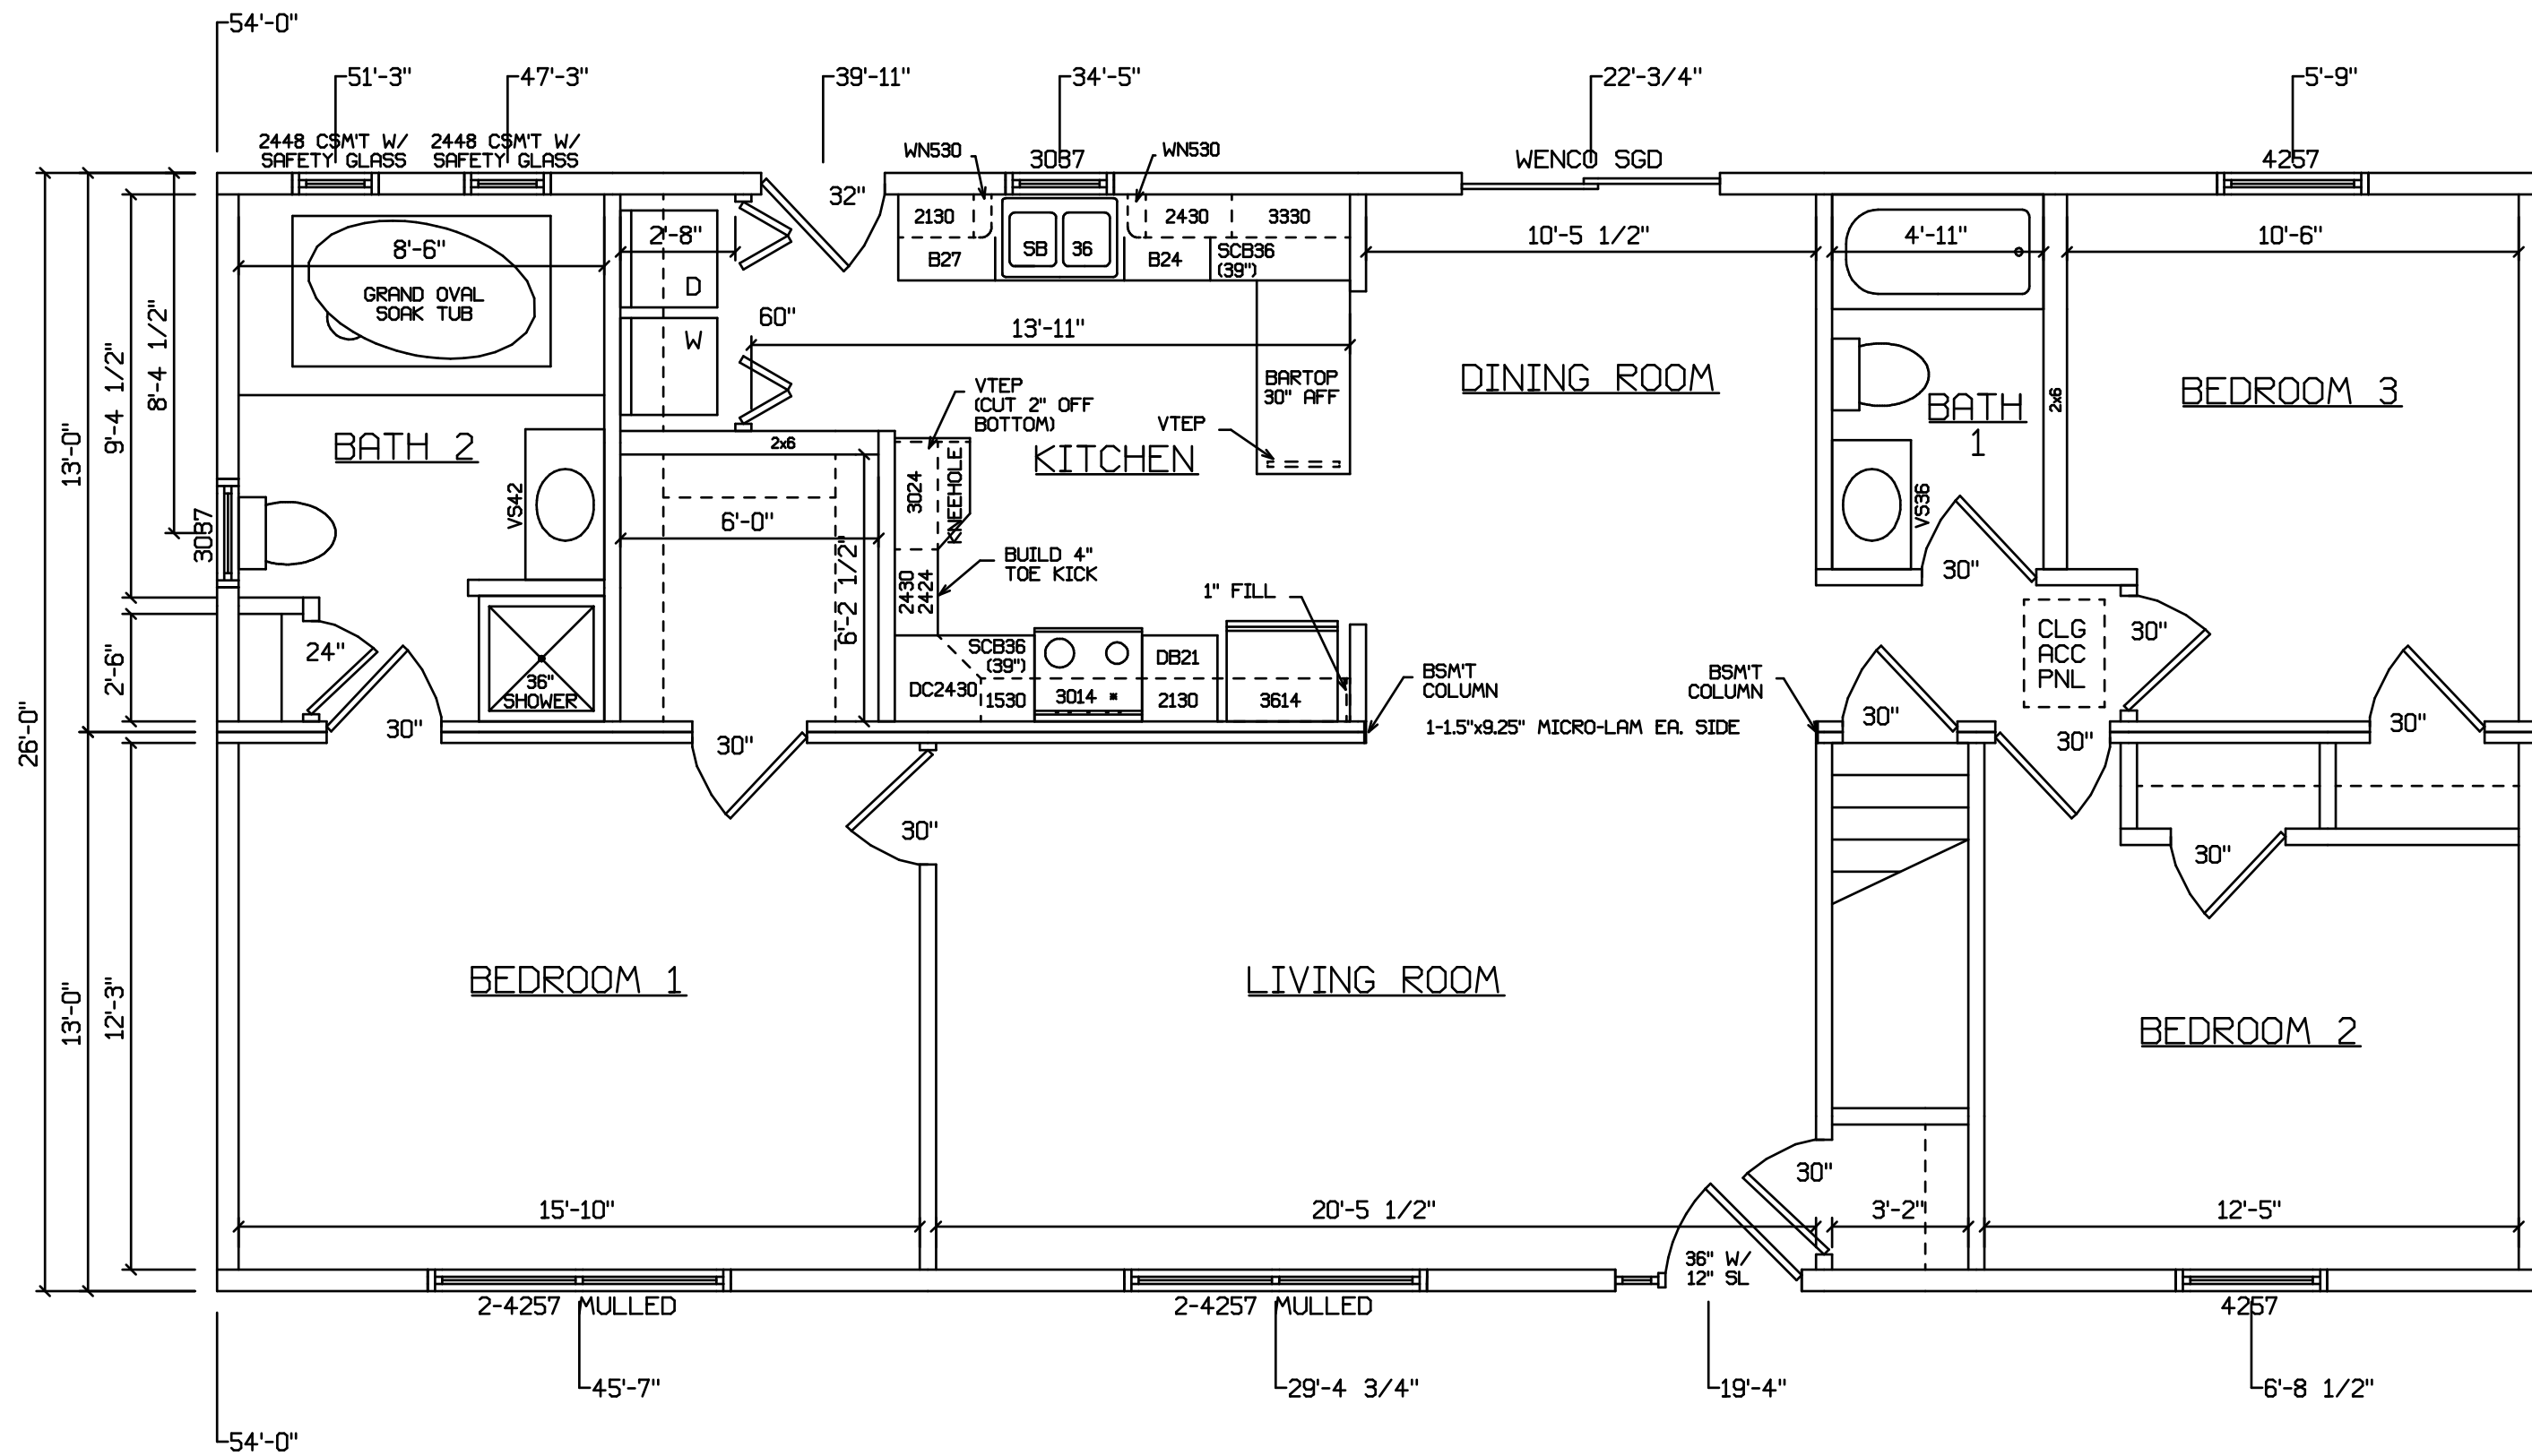 54'-0"
51'-3"
47'-3"
39'-11"
34'-5"
22'-3/4"
5'-9"
2448 CSM'T W/
SAFETY GLASS
2448 CSM'T W/
SAFETY GLASS
WN530
3037
WN530
WENCO SGD
4257
32"
2130
2430
3330
8'-6"
2'-8"
SB
36
B27
B24
SCB36
(39")
10'-5 1/2"
4'-11"
10'-6"
D
GRAND OVAL
SOAK TUB
60"
13'-11"
W
8'-4 1/2"
9'-4 1/2"
13'-0"
26'-0"
2'-6"
BARTOP
30" AFF
VTEP
(CUT 2" OFF
BOTTOM)
VTEP
DINING ROOM
BEDROOM 3
BATH
1
2x6
BATH 2
2x6
KITCHEN
3024
KNEEHOLE
VS42
VS36
3037
6'-0"
6'-2 1/2"
BUILD 4"
TOE KICK
2430
2424
1" FILL
30"
24"
36"
SHOWER
SCB36
(39")
DC2430
1530
3014 *
DB21
2130
3614
CLG
ACC
PNL
30"
BSM'T
COLUMN
BSM'T
COLUMN
1-1.5"x9.25" MICRO-LAM EA. SIDE
30"
30"
30"
30"
30"
30"
30"
BEDROOM 1
LIVING ROOM
BEDROOM 2
13'-0"
12'-3"
30"
15'-10"
20'-5 1/2"
3'-2"
12'-5"
36" W/
12" SL
2-4257 MULLED
2-4257 MULLED
4257
45'-7"
29'-4 3/4"
19'-4"
6'-8 1/2"
54'-0"